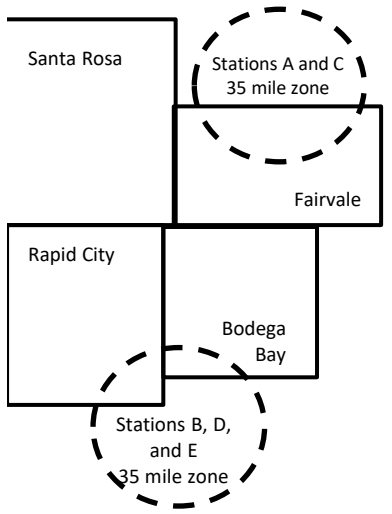 Santa Rosa
Stations A and C
35 mile zone
Fairvale
Rapid City
Bodega
Bay
Stations B, D,
and E
35 mile zone